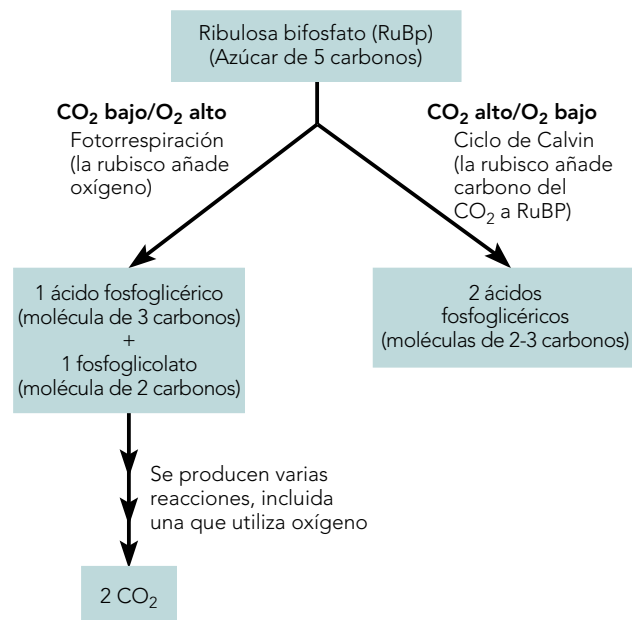 Ribulosa bifosfato (RuBp)
(Azúcar de 5 carbonos)
CO₂ bajo/O₂ alto
Fotorrespiración
(la rubisco añade
oxígeno)
CO₂ alto/O₂ bajo
Ciclo de Calvin
(la rubisco añade
carbono del
CO₂ a RuBP)
1 ácido fosfoglicérico
(molécula de 3 carbonos)
+
1 fosfoglicolato
(molécula de 2 carbonos)
2 ácidos
fosfoglicéricos
(moléculas de 2-3 carbonos)
Se producen varias
reacciones, incluida
una que utiliza oxígeno
2 CO₂